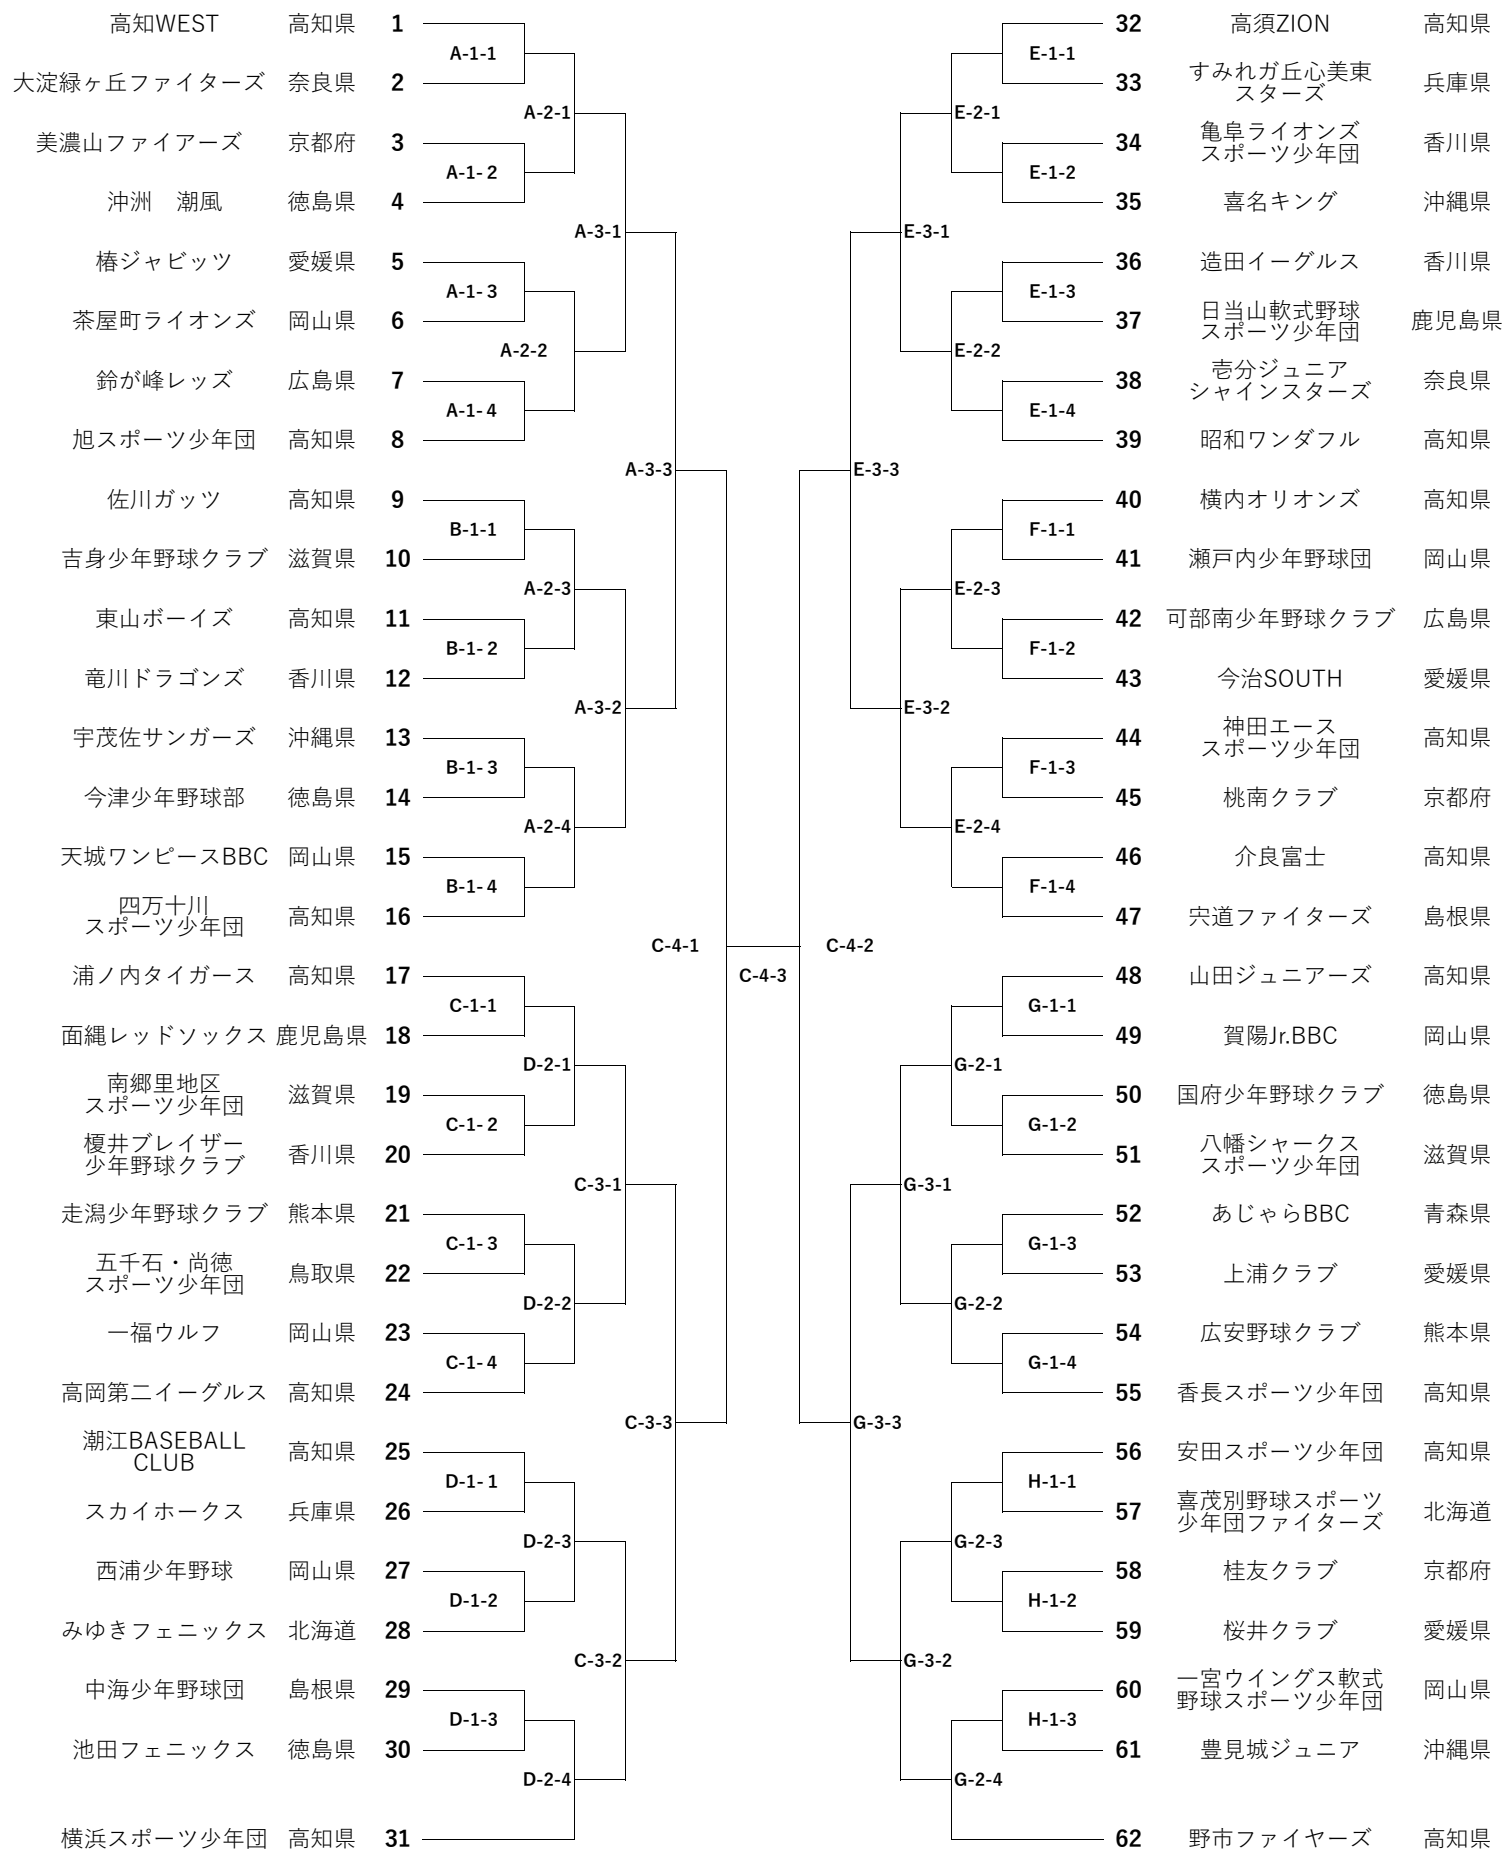 高知WEST 高知県 1
A-1-1
大淀緑ヶ丘ファイターズ 奈良県 2
A-2-1
美濃山ファイアーズ 京都府 3
A-1-2
沖洲　潮風 徳島県 4
A-3-1
椿ジャビッツ 愛媛県 5
A-1-3
茶屋町ライオンズ 岡山県 6
A-2-2
鈴が峰レッズ 広島県 7
A-1-4
旭スポーツ少年団 高知県 8
A-3-3
佐川ガッツ 高知県 9
B-1-1
吉身少年野球クラブ 滋賀県 10
A-2-3
東山ボーイズ 高知県 11
B-1-2
竜川ドラゴンズ 香川県 12
A-3-2
宇茂佐サンガーズ 沖縄県 13
B-1-3
今津少年野球部 徳島県 14
A-2-4
天城ワンピースBBC 岡山県 15
B-1-4
四万十川
スポーツ少年団 高知県 16
C-4-1
浦ノ内タイガース 高知県 17
C-1-1
面縄レッドソックス 鹿児島県 18
D-2-1
南郷里地区
スポーツ少年団 滋賀県 19
C-1-2
榎井ブレイザー
少年野球クラブ 香川県 20
C-3-1
走潟少年野球クラブ 熊本県 21
C-1-3
五千石・尚徳
スポーツ少年団 鳥取県 22
D-2-2
一福ウルフ 岡山県 23
C-1-4
高岡第二イーグルス 高知県 24
C-3-3
潮江BASEBALL
CLUB 高知県 25
D-1-1
スカイホークス 兵庫県 26
D-2-3
西浦少年野球 岡山県 27
D-1-2
みゆきフェニックス 北海道 28
C-3-2
中海少年野球団 島根県 29
D-1-3
池田フェニックス 徳島県 30
D-2-4
横浜スポーツ少年団 高知県 31
C-4-3
32 高須ZION 高知県
E-1-1
33 すみれガ丘心美東
スターズ 兵庫県
E-2-1
34 亀阜ライオンズ
スポーツ少年団 香川県
E-1-2
35 喜名キング 沖縄県
E-3-1
36 造田イーグルス 香川県
E-1-3
37 日当山軟式野球
スポーツ少年団 鹿児島県
E-2-2
38 壱分ジュニア
シャインスターズ 奈良県
E-1-4
39 昭和ワンダフル 高知県
E-3-3
40 横内オリオンズ 高知県
F-1-1
41 瀬戸内少年野球団 岡山県
E-2-3
42 可部南少年野球クラブ 広島県
F-1-2
43 今治SOUTH 愛媛県
E-3-2
44 神田エース
スポーツ少年団 高知県
F-1-3
45 桃南クラブ 京都府
E-2-4
46 介良富士 高知県
F-1-4
47 宍道ファイターズ 島根県
C-4-2
48 山田ジュニアーズ 高知県
G-1-1
49 賀陽Jr.BBC 岡山県
G-2-1
50 国府少年野球クラブ 徳島県
G-1-2
51 八幡シャークス
スポーツ少年団 滋賀県
G-3-1
52 あじゃらBBC 青森県
G-1-3
53 上浦クラブ 愛媛県
G-2-2
54 広安野球クラブ 熊本県
G-1-4
55 香長スポーツ少年団 高知県
G-3-3
56 安田スポーツ少年団 高知県
H-1-1
57 喜茂別野球スポーツ
少年団ファイターズ 北海道
G-2-3
58 桂友クラブ 京都府
H-1-2
59 桜井クラブ 愛媛県
G-3-2
60 一宮ウイングス軟式
野球スポーツ少年団 岡山県
H-1-3
61 豊見城ジュニア 沖縄県
G-2-4
62 野市ファイヤーズ 高知県